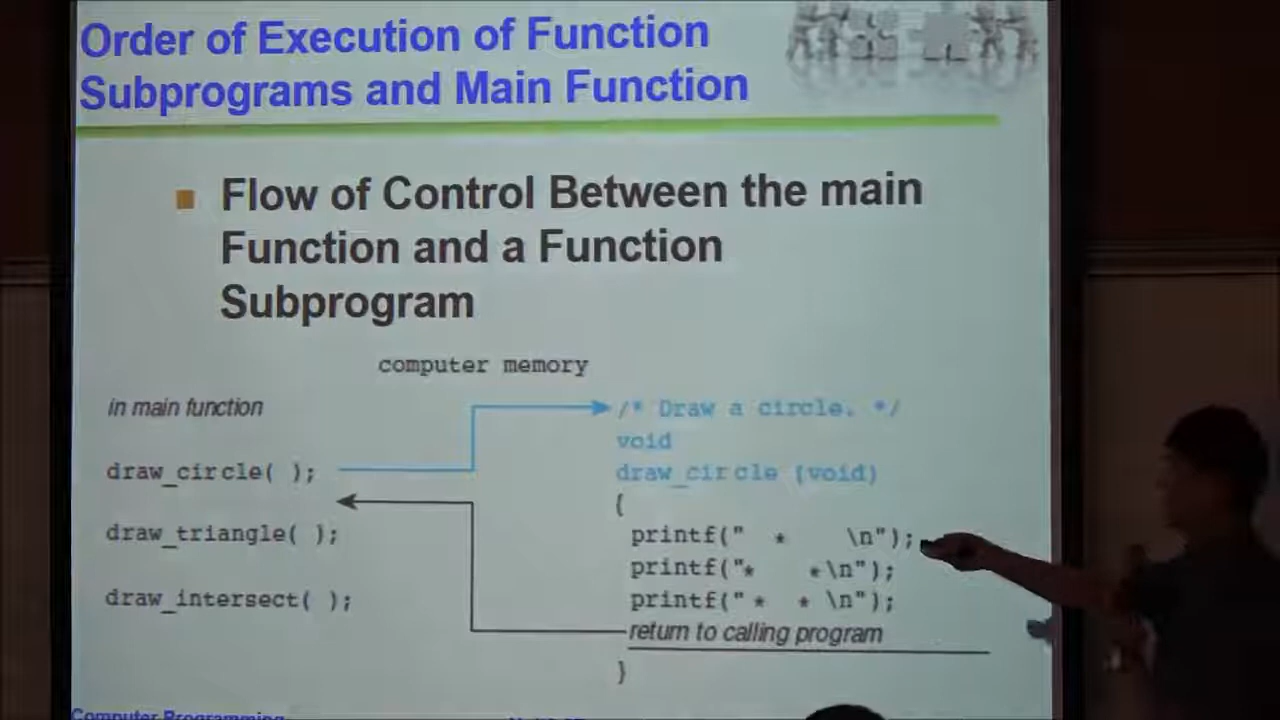 Order of Execution of Function
Subprograms and Main Function
Flow of Control Between the main
Function and a Function
Subprogram
computer memory
in main function
/* Draw a circle. */
void
draw_circle (void)
draw_circle( );
{
draw_triangle( );
printf(" * \n");
printf("* *\n");
draw_intersect( );
printf(" * * \n");
return to calling program
}
Computer Programming